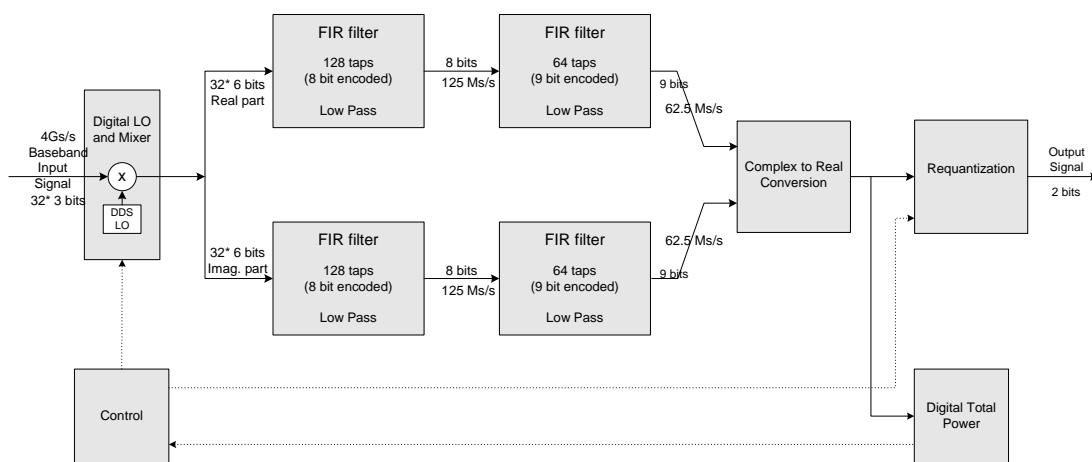 FIR filter
128 taps
(8 bit encoded)
Low Pass
8 bits
125 Ms/s
FIR filter
64 taps
(9 bit encoded)
Low Pass
9 bits
62.5 Ms/s
32* 6 bits
Real part
Digital LO
and Mixer
4Gs/s
Baseband
Input
Signal
32* 3 bits
X
DDS
LO
Complex to Real
Conversion
Requantization
Output
Signal
2 bits
32* 6 bits
Imag. part
FIR filter
128 taps
(8 bit encoded)
Low Pass
8 bits
125 Ms/s
FIR filter
64 taps
(9 bit encoded)
Low Pass
62.5 Ms/s
9 bits
Control
Digital Total
Power